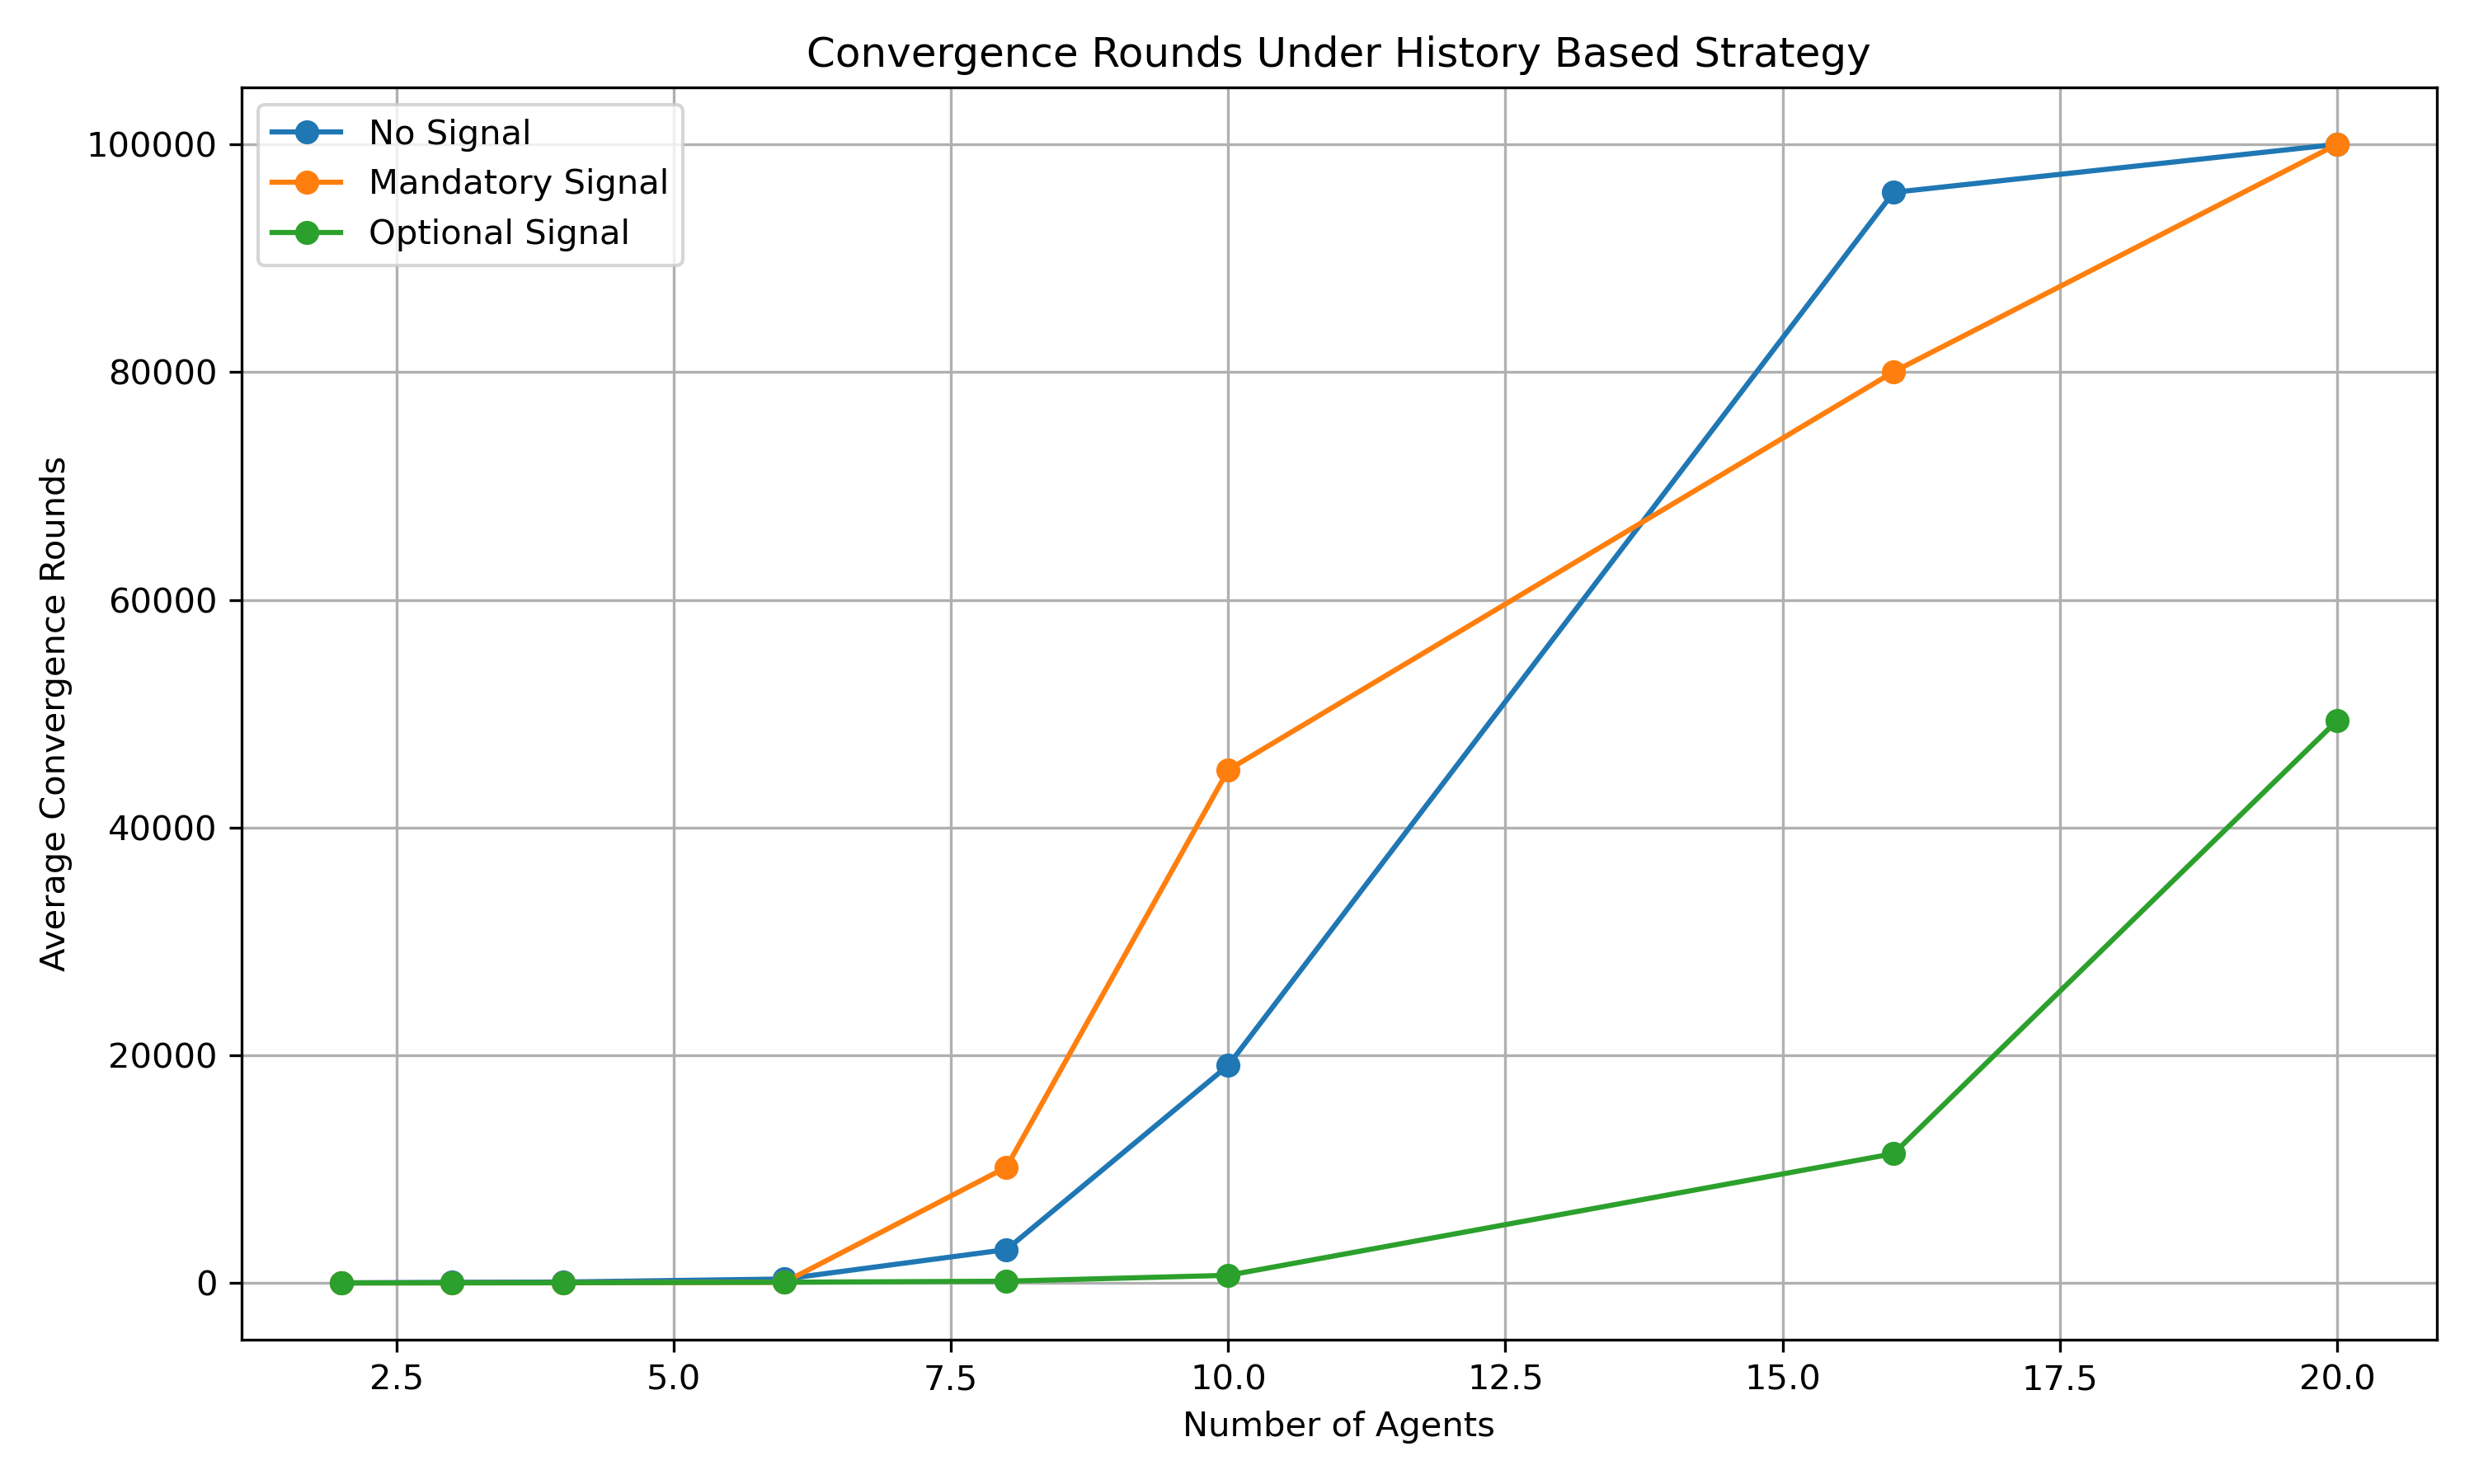 Convergence Rounds Under History Based Strategy
No Signal
Mandatory Signal
Optional Signal
100000
80000
60000
40000
20000
0
Average Convergence Rounds
2.5 5.0 7.5 10.0 12.5 15.0 17.5 20.0
Number of Agents